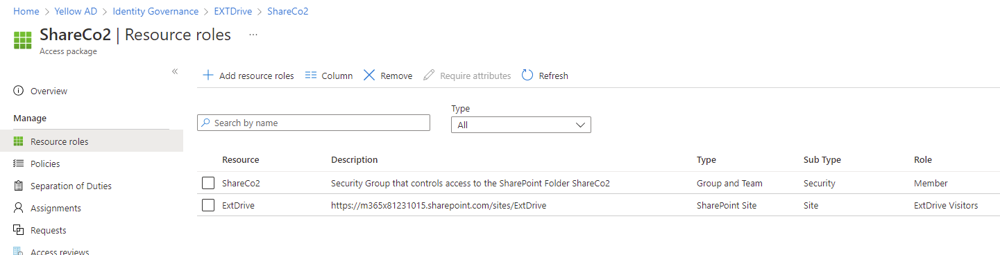 Home > Yellow AD > Identity Governance > EXTDrive > ShareCo2
ShareCo2 | Resource roles ...
Access package
«
Add resource roles Column Remove Require attributes Refresh
Overview
Manage
Resource roles
Policies
Separation of Duties
Assignments
Requests
Access reviews
Type
Search by name All
Resource Description Type Sub Type Role
ShareCo2 Security Group that controls access to the SharePoint Folder ShareCo2 Group and Team Security Member
ExtDrive https://m365x81231015.sharepoint.com/sites/ExtDrive SharePoint Site Site ExtDrive Visitors